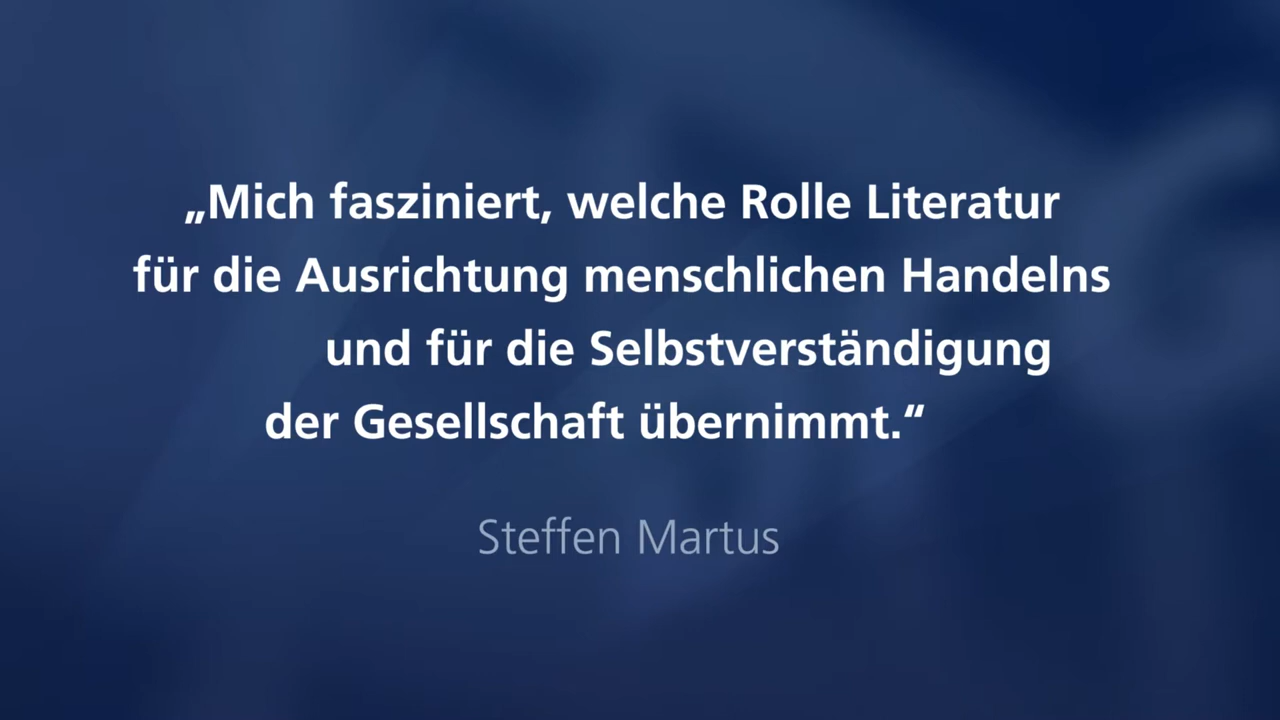 „Mich fasziniert, welche Rolle Literatur
für die Ausrichtung menschlichen Handelns
und für die Selbstverständigung
der Gesellschaft übernimmt.“
Steffen Martus